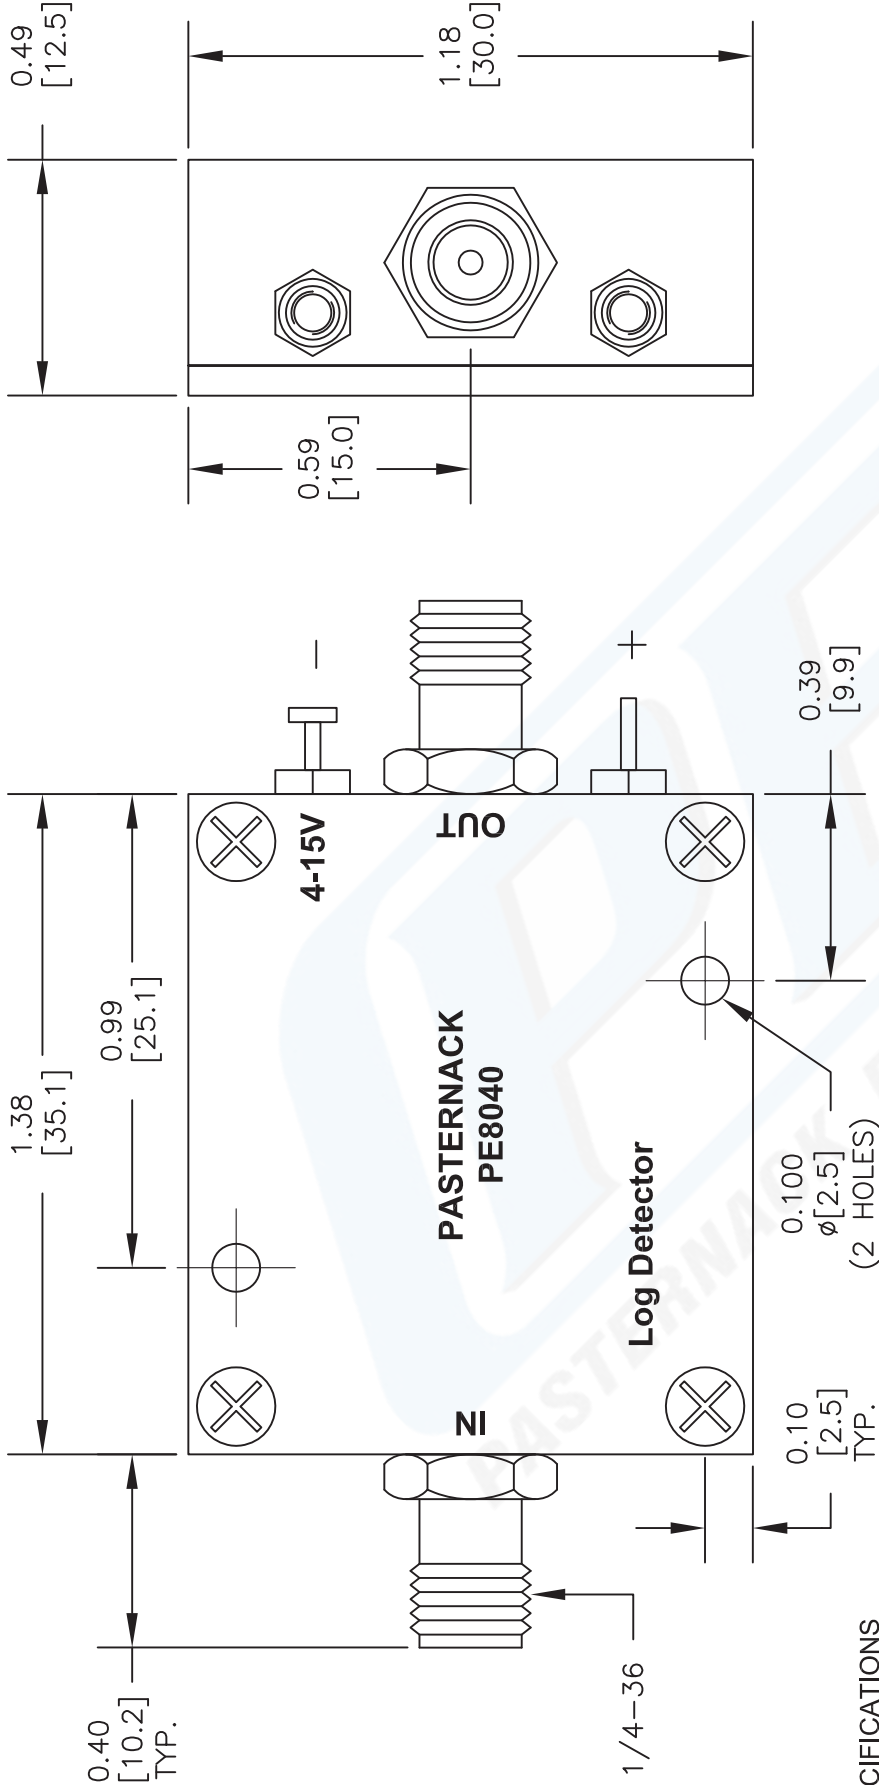 0.40
[10.2]
TYP.
1.38
[35.1]
0.99
[25.1]
0.49
[12.5]
1.18
[30.0]
0.59
[15.0]
IN
OUT
4-15V
−
+
PASTERNACK
PE8040
Log Detector
1/4-36
0.10
[2.5]
TYP.
0.100
ø[2.5]
(2 HOLES)
0.39
[9.9]
CIFICATIONS
PASTERNACK